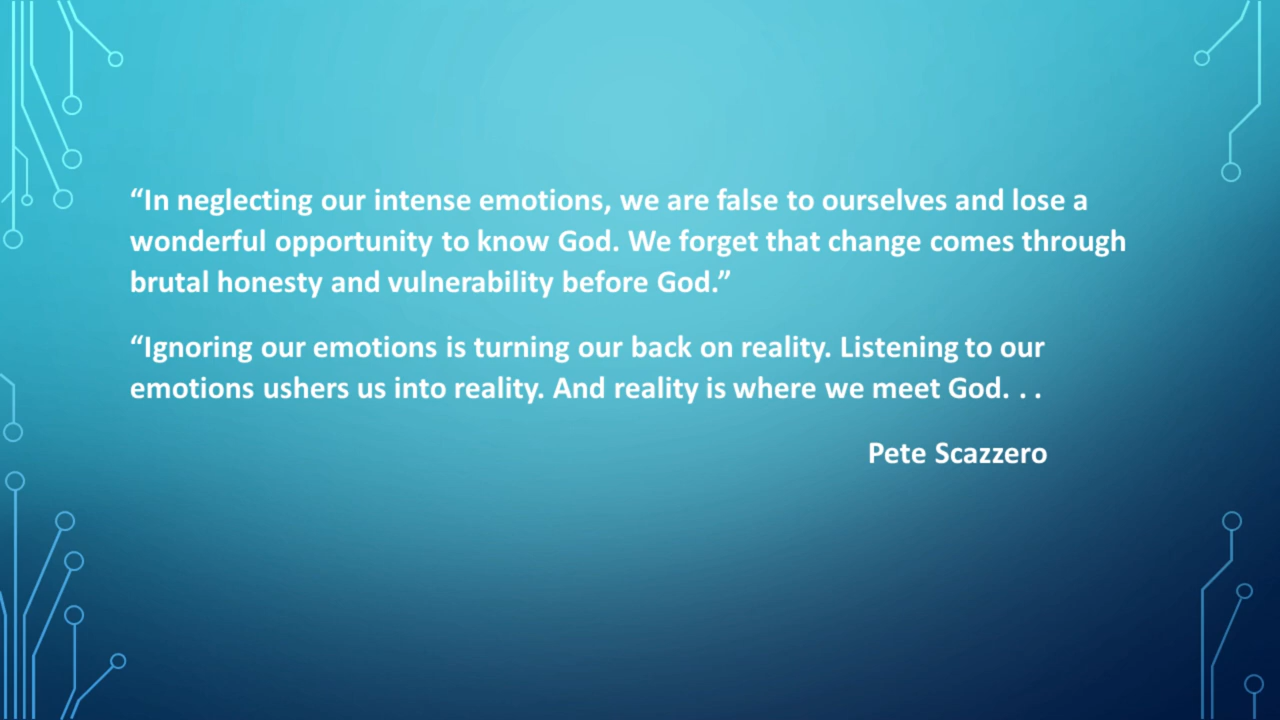 “In neglecting our intense emotions, we are false to ourselves and lose a
wonderful opportunity to know God. We forget that change comes through
brutal honesty and vulnerability before God.”
“Ignoring our emotions is turning our back on reality. Listening to our
emotions ushers us into reality. And reality is where we meet God. . .
Pete Scazzero